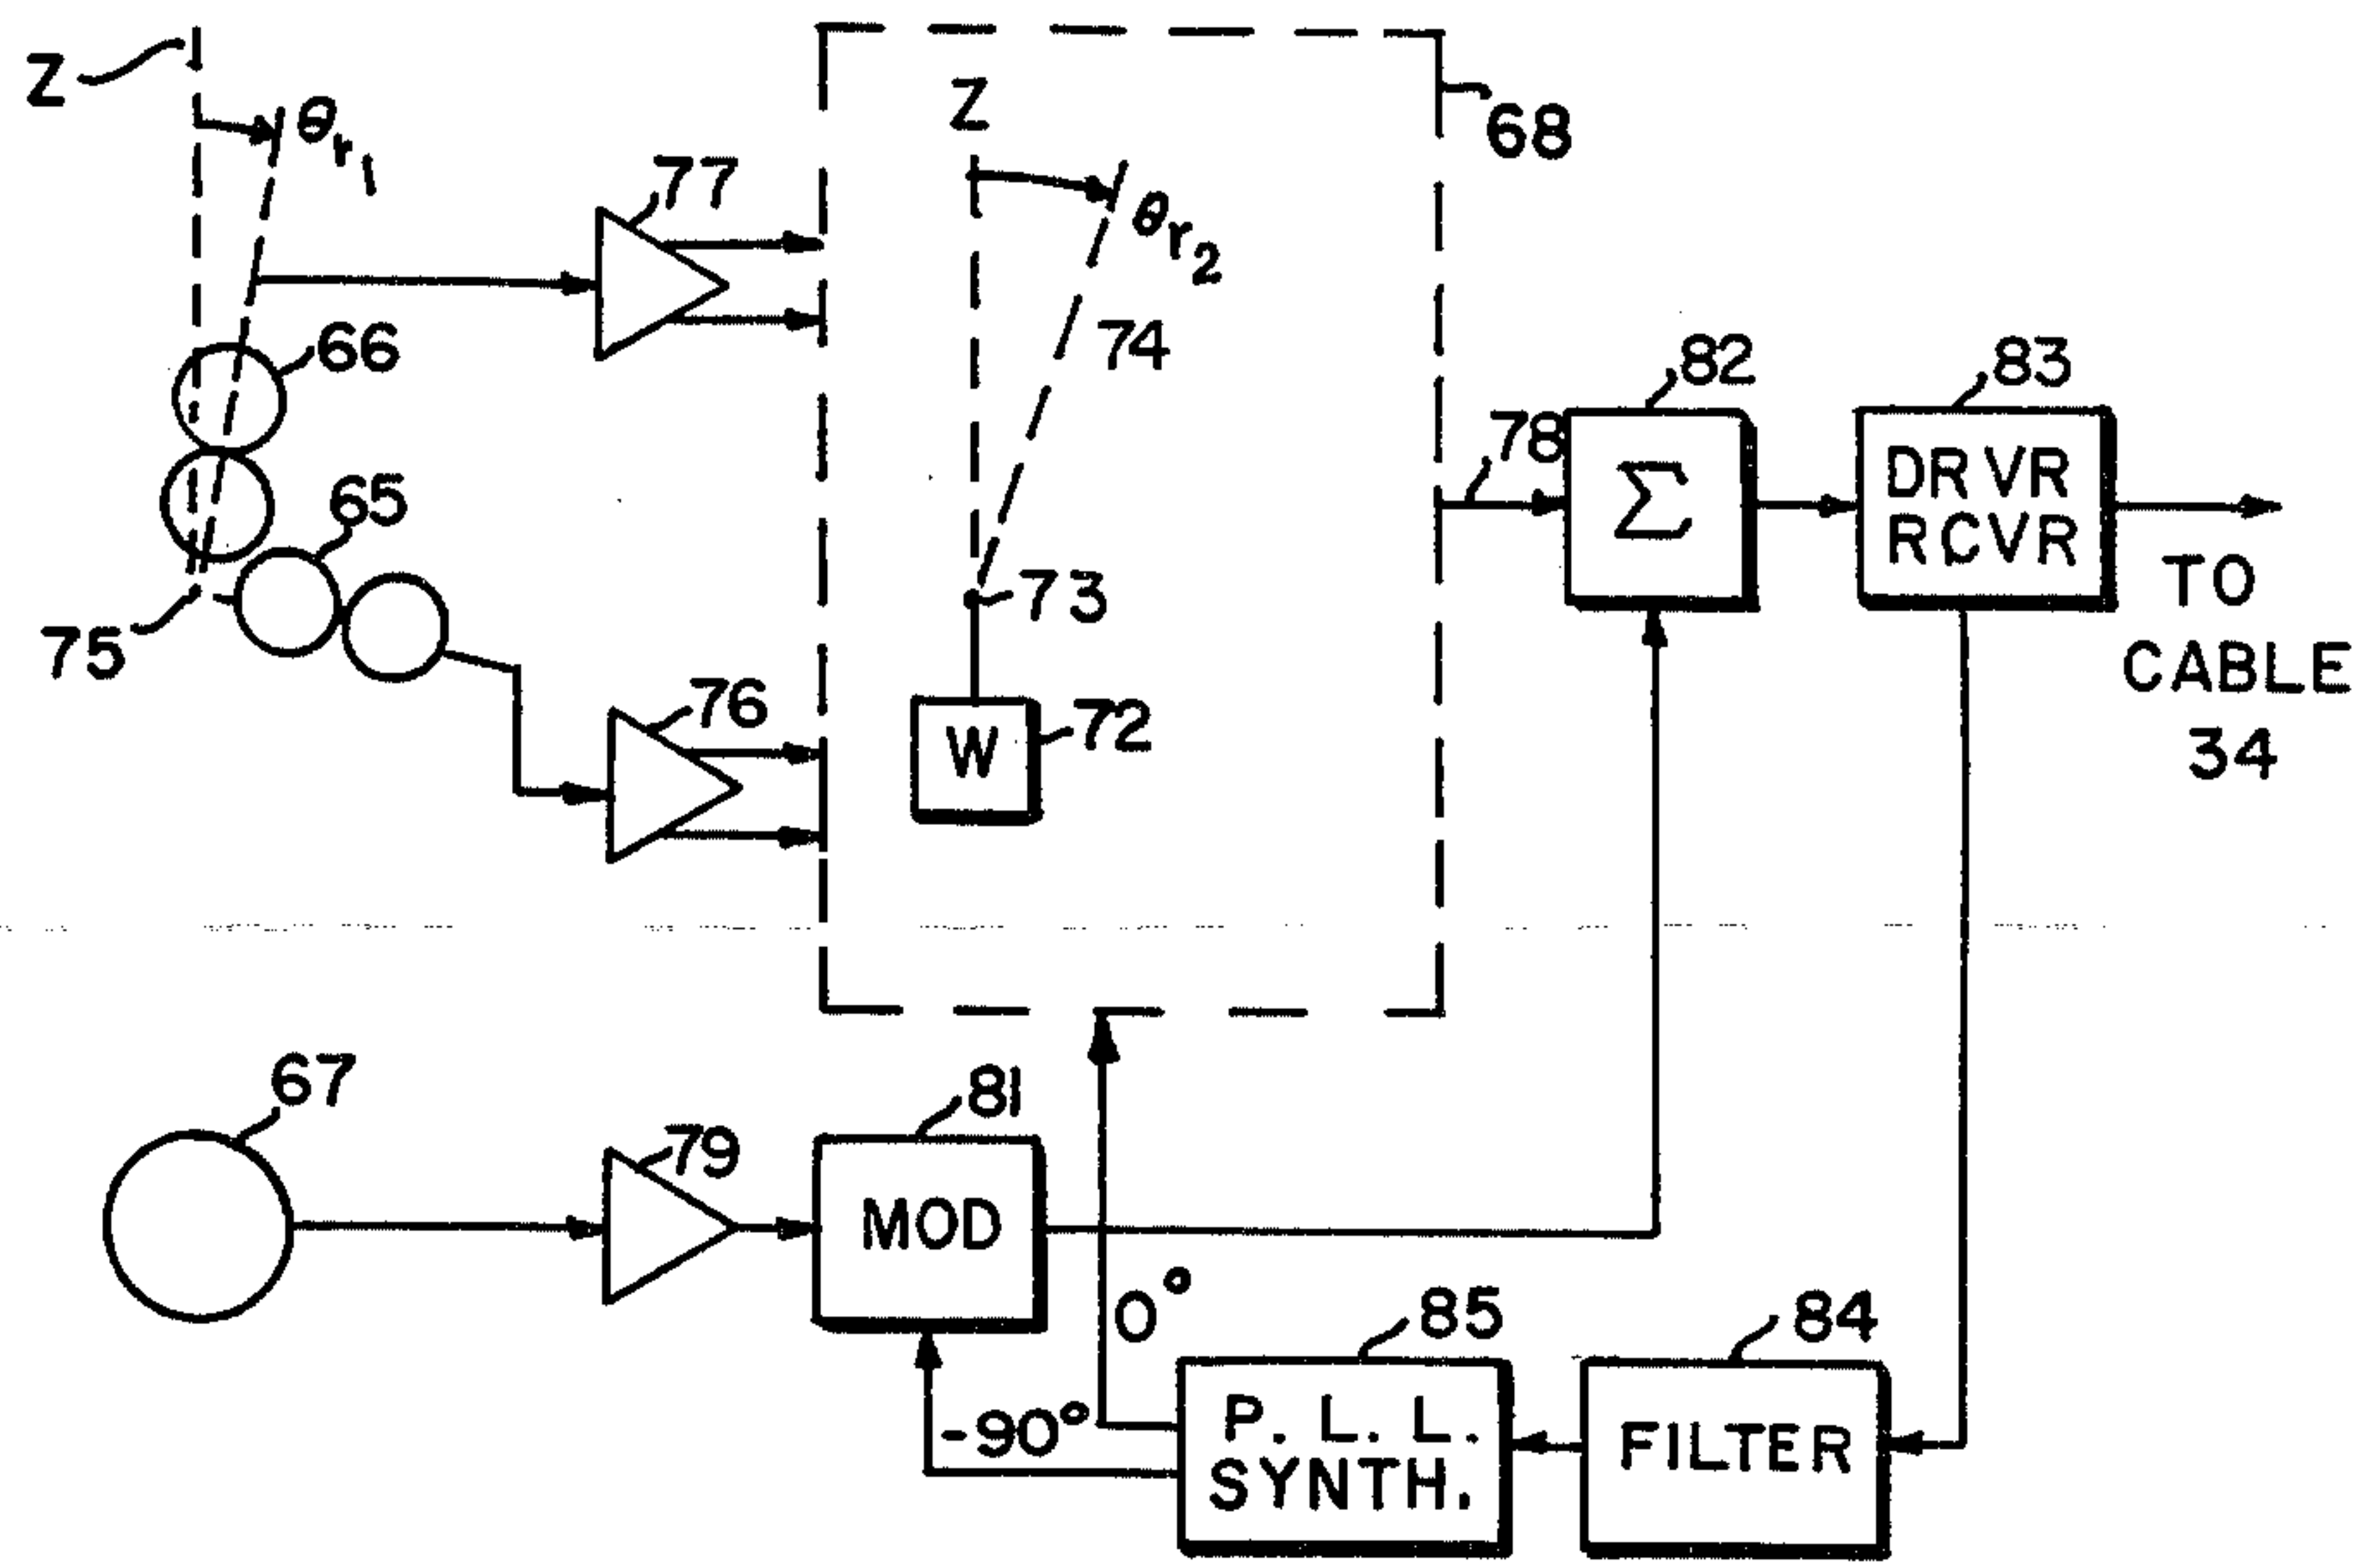 Z
θr1
77
Z
68
θr2
66
74
82
83
78
65
Σ
DRVR
RCVR
73
TO
CABLE
34
75
76
W
72
67
81
79
MOD
0°
85
84
-90°
P. L. L.
SYNTH.
FILTER